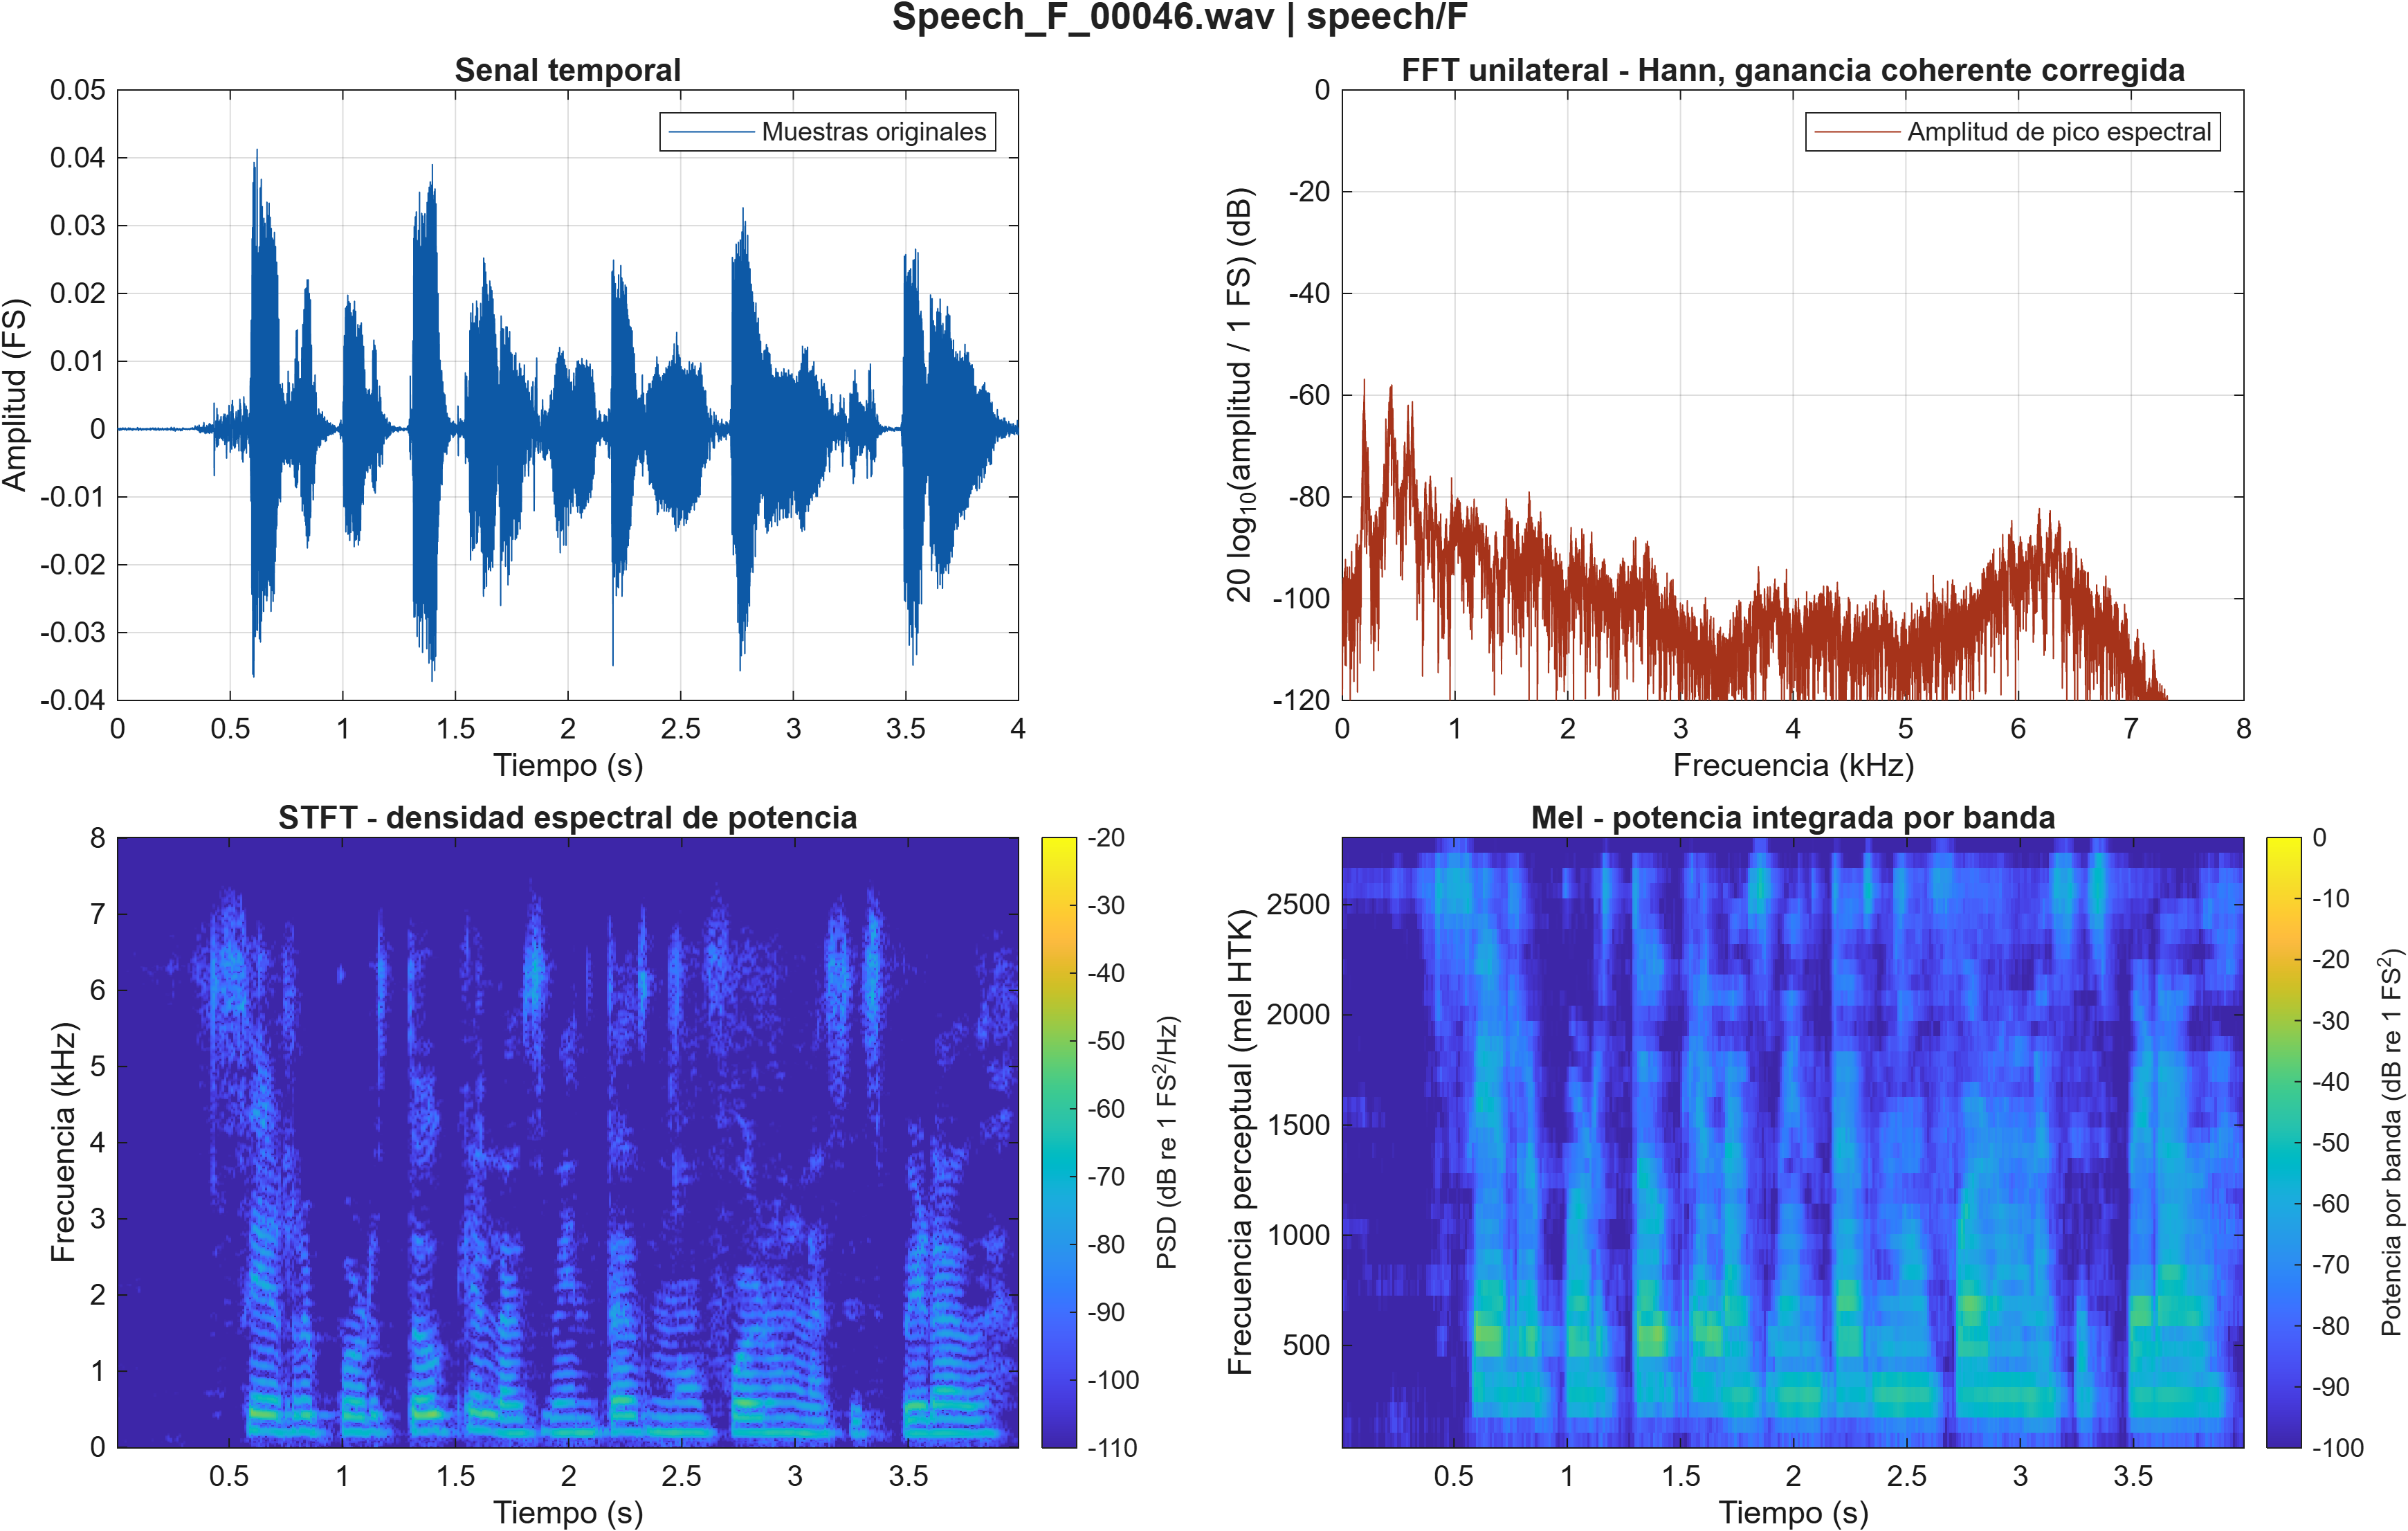 Speech_F_00046.wav | speech/F
Senal temporal
0.05
0.04
0.03
0.02
0.01
0
-0.01
-0.02
-0.03
-0.04
Amplitud (FS)
Muestras originales
0 0.5 1 1.5 2 2.5 3 3.5 4
Tiempo (s)
FFT unilateral - Hann, ganancia coherente corregida
0
-20
-40
-60
-80
-100
-120
20 log10(amplitud / 1 FS) (dB)
Amplitud de pico espectral
0 1 2 3 4 5 6 7 8
Frecuencia (kHz)
STFT - densidad espectral de potencia
8
7
6
5
4
3
2
1
0
Frecuencia (kHz)
0.5 1 1.5 2 2.5 3 3.5
Tiempo (s)
-20
-30
-40
-50
-60
-70
-80
-90
-100
-110
PSD (dB re 1 FS²/Hz)
Mel - potencia integrada por banda
2500
2000
1500
1000
500
Frecuencia perceptual (mel HTK)
0.5 1 1.5 2 2.5 3 3.5
Tiempo (s)
0
-10
-20
-30
-40
-50
-60
-70
-80
-90
-100
Potencia por banda (dB re 1 FS²)